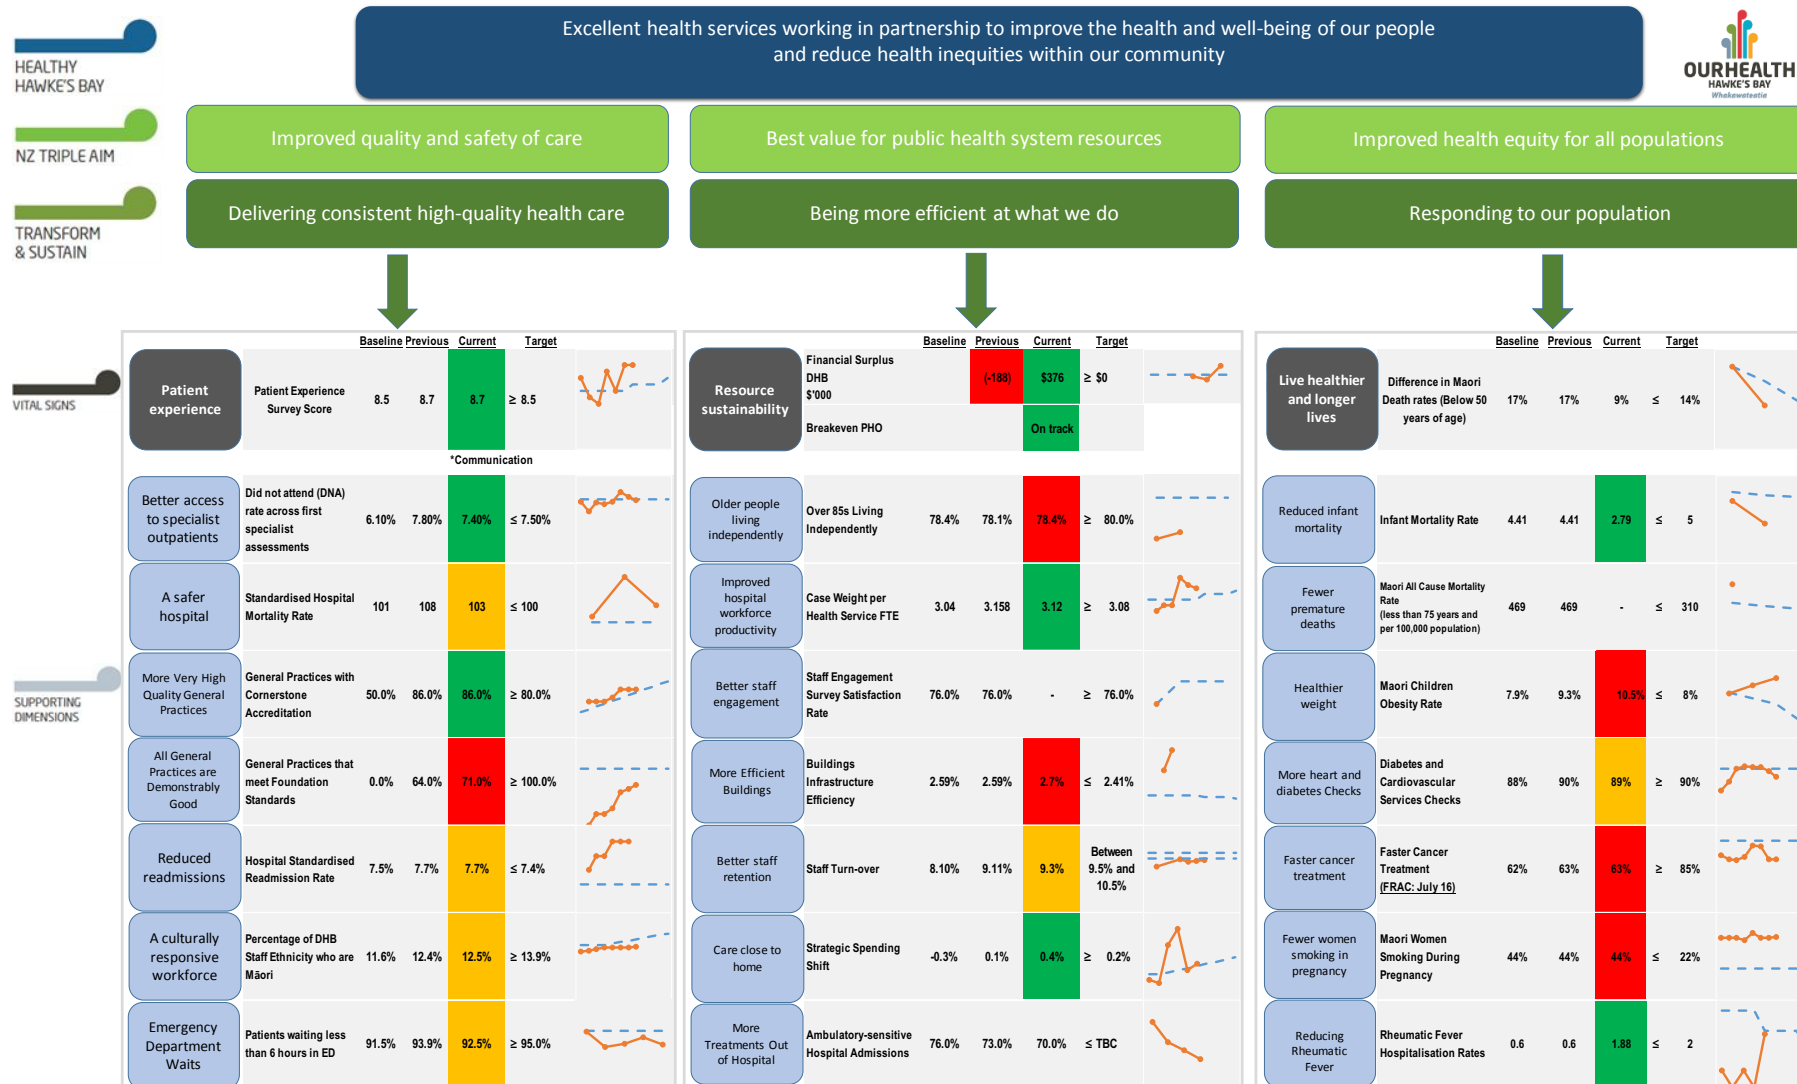 Excellent health services working in partnership to improve the health and well-being of our people
and reduce health inequities within our community
HEALTHY
HAWKE'S BAY
OURHEALTH
HAWKE'S BAY
Whakawateatia
NZ TRIPLE AIM
Improved quality and safety of care
Best value for public health system resources
Improved health equity for all populations
TRANSFORM
& SUSTAIN
Delivering consistent high-quality health care
Being more efficient at what we do
Responding to our population
VITAL SIGNS
SUPPORTING
DIMENSIONS
Baseline Previous Current Target
Patient
experience
Patient Experience
Survey Score
8.5 8.7 8.7 ≥ 8.5
*Communication
Better access
to specialist
outpatients
Did not attend (DNA)
rate across first
specialist
assessments
6.10% 7.80% 7.40% ≤ 7.50%
A safer
hospital
Standardised Hospital
Mortality Rate
101 108 103 ≤ 100
More Very High
Quality General
Practices
General Practices with
Cornerstone
Accreditation
50.0% 86.0% 86.0% ≥ 80.0%
All General
Practices are
Demonstrably
Good
General Practices that
meet Foundation
Standards
0.0% 64.0% 71.0% ≥ 100.0%
Reduced
readmissions
Hospital Standardised
Readmission Rate
7.5% 7.7% 7.7% ≤ 7.4%
A culturally
responsive
workforce
Percentage of DHB
Staff Ethnicity who are
Māori
11.6% 12.4% 12.5% ≥ 13.9%
Emergency
Department
Waits
Patients waiting less
than 6 hours in ED
91.5% 93.9% 92.5% ≥ 95.0%
Baseline Previous Current Target
Resource
sustainability
Financial Surplus
DHB
$'000
(-188) $376 ≥ $0
Breakeven PHO
On track
Older people
living
independently
Over 85s Living
Independently
78.4% 78.1% 78.4% ≥ 80.0%
Improved
hospital
workforce
productivity
Case Weight per
Health Service FTE
3.04 3.158 3.12 ≥ 3.08
Better staff
engagement
Staff Engagement
Survey Satisfaction
Rate
76.0% 76.0% - ≥ 76.0%
More Efficient
Buildings
Buildings
Infrastructure
Efficiency
2.59% 2.59% 2.7% ≤ 2.41%
Better staff
retention
Staff Turn-over
8.10% 9.11% 9.3%
Between
9.5% and
10.5%
Care close to
home
Strategic Spending
Shift
-0.3% 0.1% 0.4% ≥ 0.2%
More
Treatments Out
of Hospital
Ambulatory-sensitive
Hospital Admissions
76.0% 73.0% 70.0% ≤ TBC
Baseline Previous Current Target
Live healthier
and longer
lives
Difference in Maori
Death rates (Below 50
years of age)
17% 17% 9% ≤ 14%
Reduced infant
mortality
Infant Mortality Rate
4.41 4.41 2.79 ≤ 5
Fewer
premature
deaths
Maori All Cause Mortality
Rate
(less than 75 years and
per 100,000 population)
469 469 - ≤ 310
Healthier
weight
Maori Children
Obesity Rate
7.9% 9.3% 10.5% ≤ 8%
More heart and
diabetes Checks
Diabetes and
Cardiovascular
Services Checks
88% 90% 89% ≥ 90%
Faster cancer
treatment
Faster Cancer
Treatment
(FRAC: July 16)
62% 63% 63% ≥ 85%
Fewer women
smoking in
pregnancy
Maori Women
Smoking During
Pregnancy
44% 44% 44% ≤ 22%
Reducing
Rheumatic
Fever
Rheumatic Fever
Hospitalisation Rates
0.6 0.6 1.88 ≤ 2